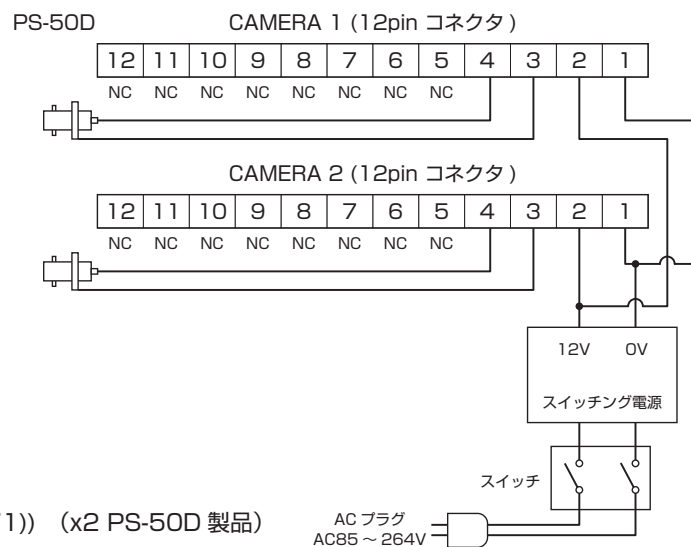 PS-50D
CAMERA 1 (12pin コネクタ)
12 11 10 9 8 7 6 5 4 3 2 1
NC NC NC NC NC NC NC NC
CAMERA 2 (12pin コネクタ)
12 11 10 9 8 7 6 5 4 3 2 1
NC NC NC NC NC NC NC NC
12V 0V
スイッチング電源
スイッチ
1)) (x2 PS-50D 製品)
AC プラグ
AC85 ~ 264V